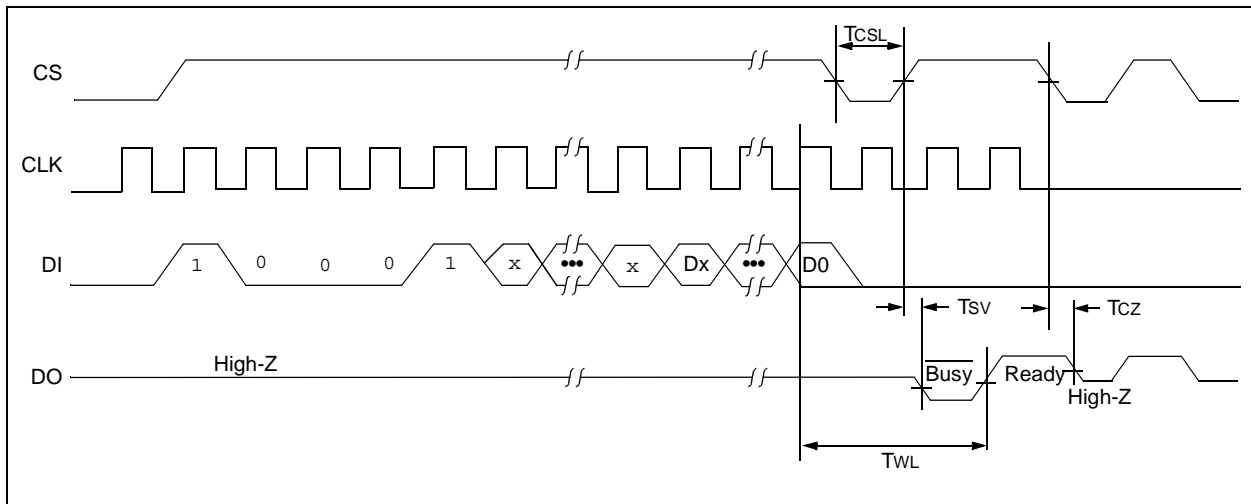 TCSL
CS
CLK
DI 1 0 0 0 1 x ••• x Dx ••• D0
TSV TCZ
DO High-Z Busy Ready High-Z
TWL